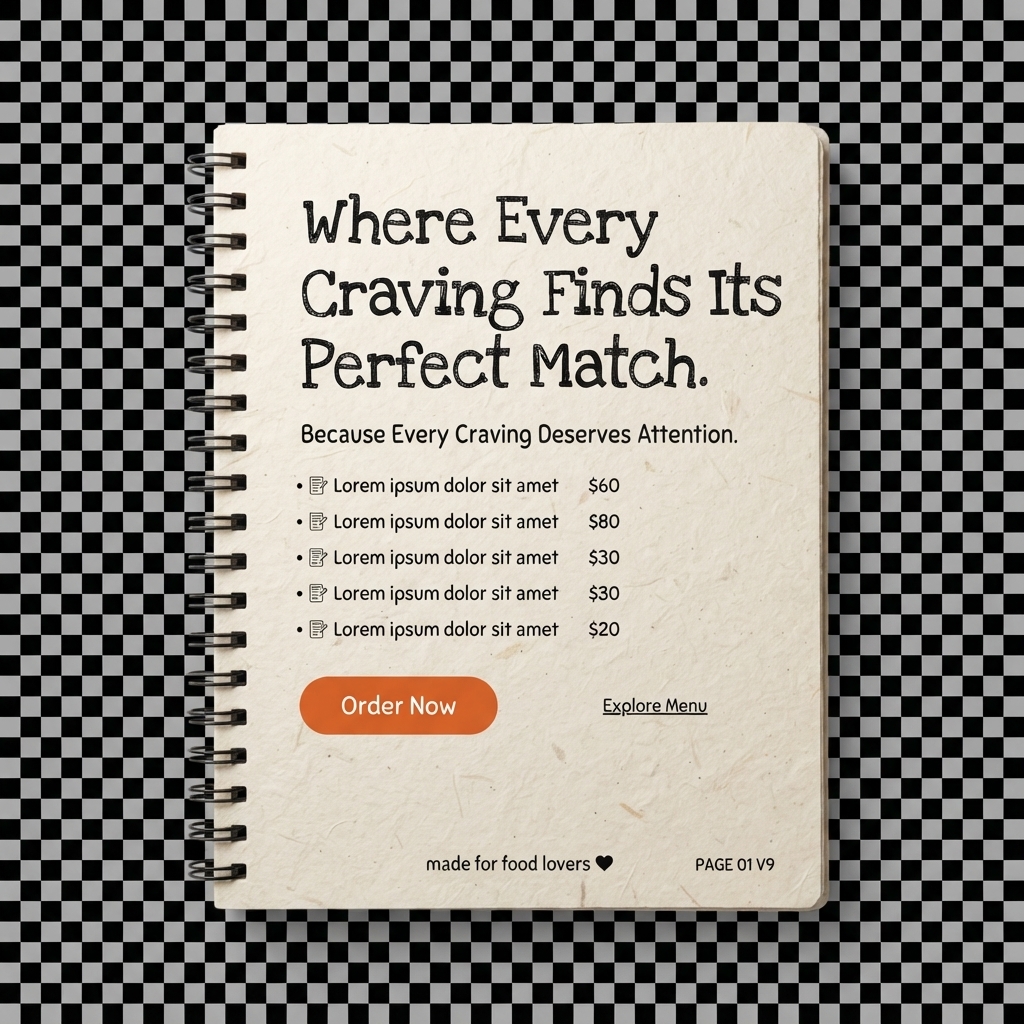 Where Every
Craving Finds Its
Perfect Match.
Because Every Craving Deserves Attention.
• 📝 Lorem ipsum dolor sit amet $60
• 📝 Lorem ipsum dolor sit amet $80
• 📝 Lorem ipsum dolor sit amet $30
• 📝 Lorem ipsum dolor sit amet $30
• 📝 Lorem ipsum dolor sit amet $20
Order Now Explore Menu
made for food lovers ♥ PAGE 01 V9